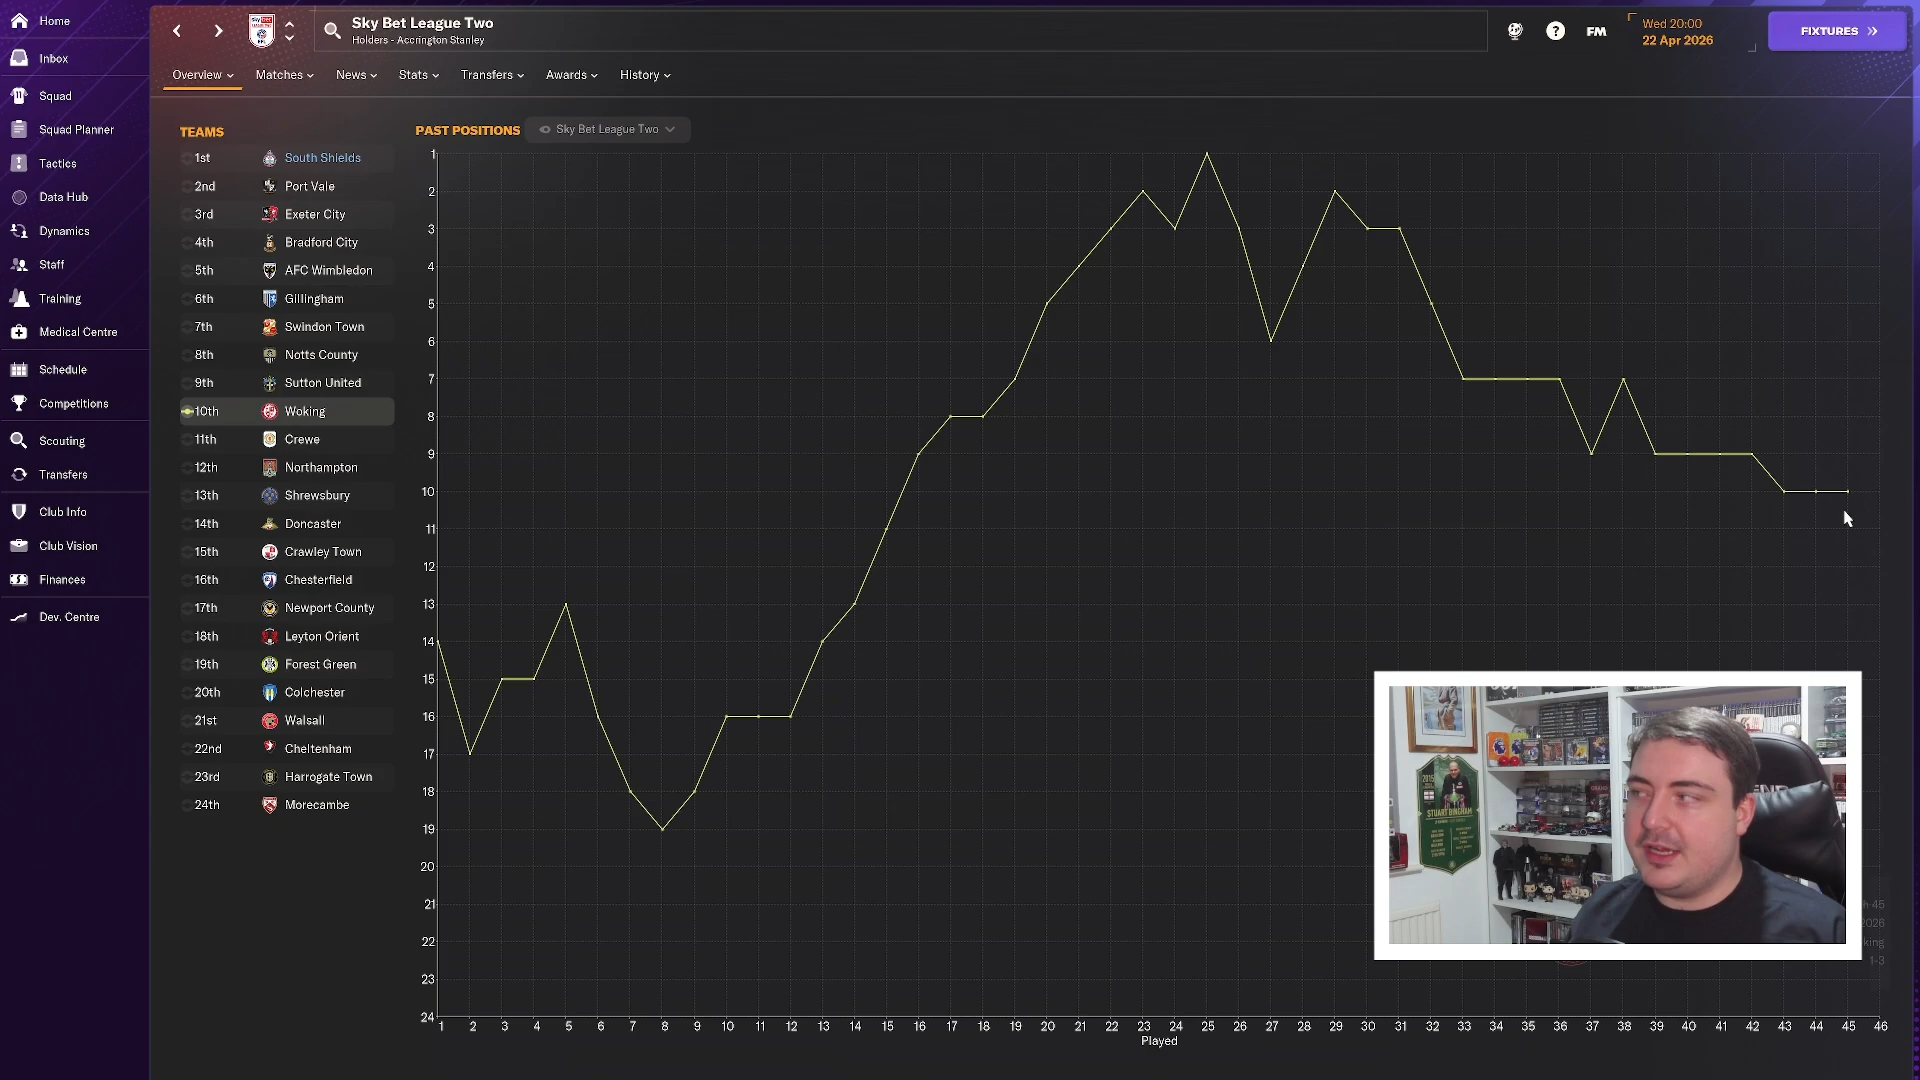 Home
Inbox
Squad
Squad Planner
Tactics
Data Hub
Dynamics
Staff
Training
Medical Centre
Schedule
Competitions
Scouting
Transfers
Club Info
Club Vision
Finances
Dev. Centre
Sky Bet League Two
Holders - Accrington Stanley
FM
Wed 20:00
22 Apr 2026
FIXTURES
Overview
Matches
News
Stats
Transfers
Awards
History
TEAMS
1st South Shields
2nd Port Vale
3rd Exeter City
4th Bradford City
5th AFC Wimbledon
6th Gillingham
7th Swindon Town
8th Notts County
9th Sutton United
10th Woking
11th Crewe
12th Northampton
13th Shrewsbury
14th Doncaster
15th Crawley Town
16th Chesterfield
17th Newport County
18th Leyton Orient
19th Forest Green
20th Colchester
21st Walsall
22nd Cheltenham
23rd Harrogate Town
24th Morecambe
PAST POSITIONS Sky Bet League Two
1
2
3
4
5
6
7
8
9
10
11
12
13
14
15
16
17
18
19
20
21
22
23
24
1 2 3 4 5 6 7 8 9 10 11 12 13 14 15 16 17 18 19 20 21 22 23 24 25 26 27 28 29 30 31 32 33 34 35 36 37 38 39 40 41 42 43 44 45 46
Played
STUART BINGHAM
h 45
2026
king
1-3